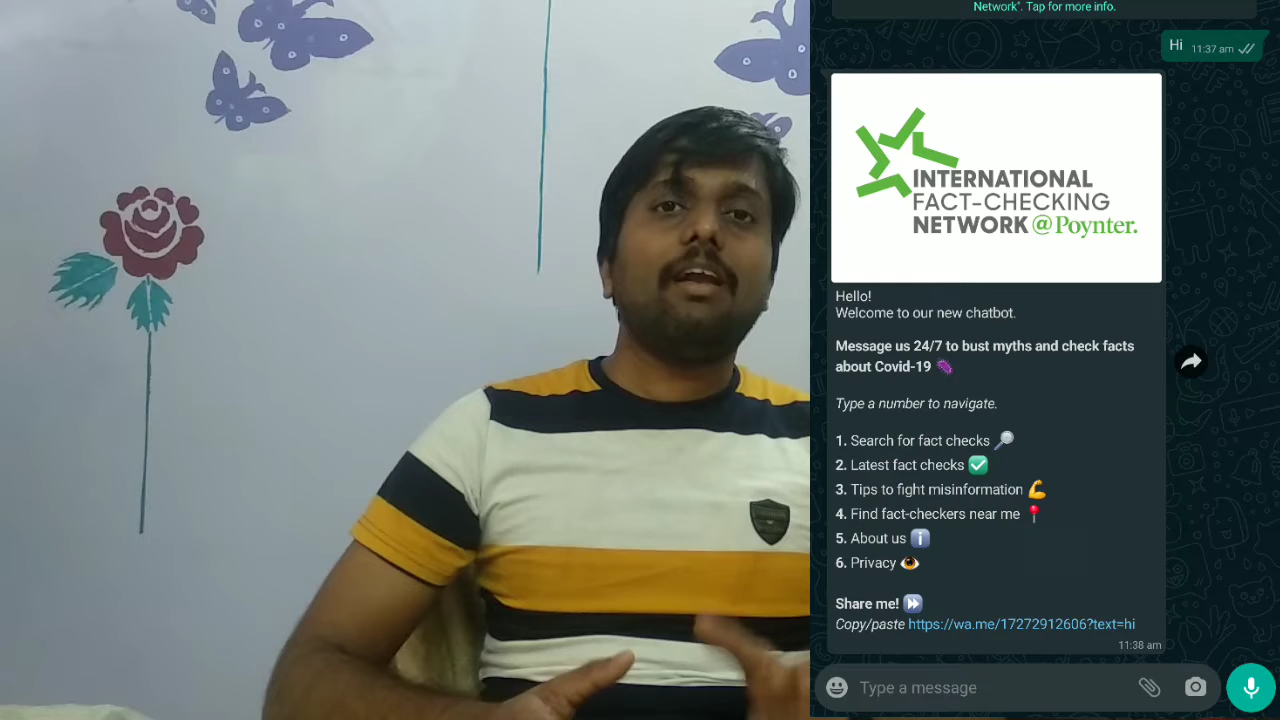 Network". Tap for more info.
Hi 11:37 am
INTERNATIONAL
FACT-CHECKING
NETWORK @Poynter.
Hello!
Welcome to our new chatbot.
Message us 24/7 to bust myths and check facts
about Covid-19 🦠
Type a number to navigate.
1. Search for fact checks 🔎
2. Latest fact checks ✅
3. Tips to fight misinformation 💪
4. Find fact-checkers near me 📍
5. About us ℹ️
6. Privacy 👁️
Share me! ⏩
Copy/paste https://wa.me/17272912606?text=hi
11:38 am
Type a message